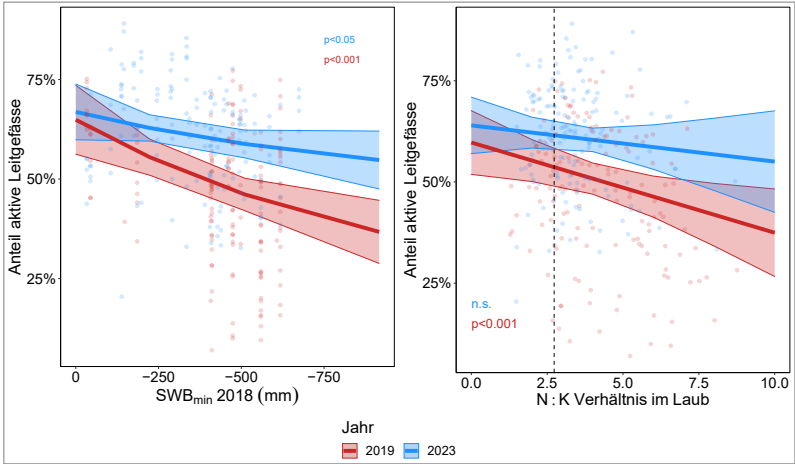 Anteil aktive Leitgefässe
75%
50%
25%
p<0.05
p<0.001
0
−250
−500
−750
SWBmin 2018 (mm)
Anteil aktive Leitgefässe
75%
50%
25%
n.s.
p<0.001
0.0
2.5
5.0
7.5
10.0
N : K Verhältnis im Laub
Jahr
2019
2023